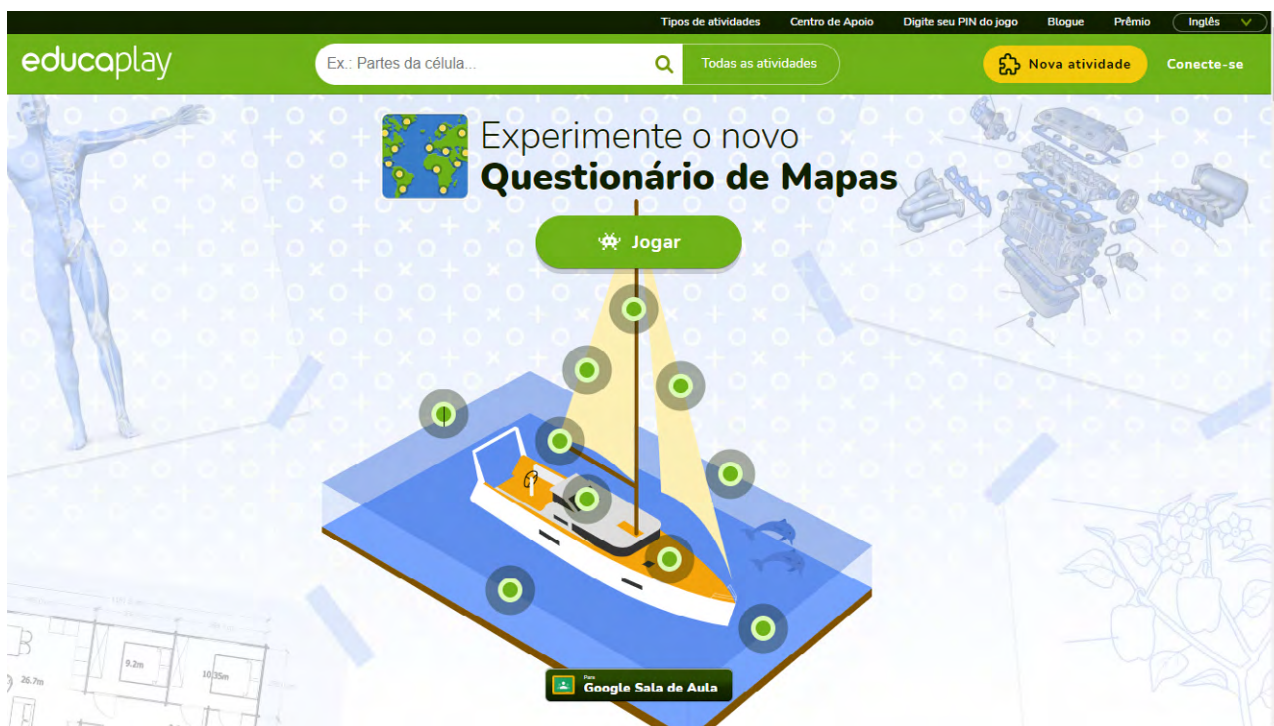 Tipos de atividades Centro de Apoio Digite seu PIN do jogo Blogue Prêmio Inglês
educaplay Ex.: Partes da célula... Todas as atividades Nova atividade Conecte-se
Experimente o novo
Questionário de Mapas
Jogar
9.2m
10,35m
26.7m
Para
Google Sala de Aula